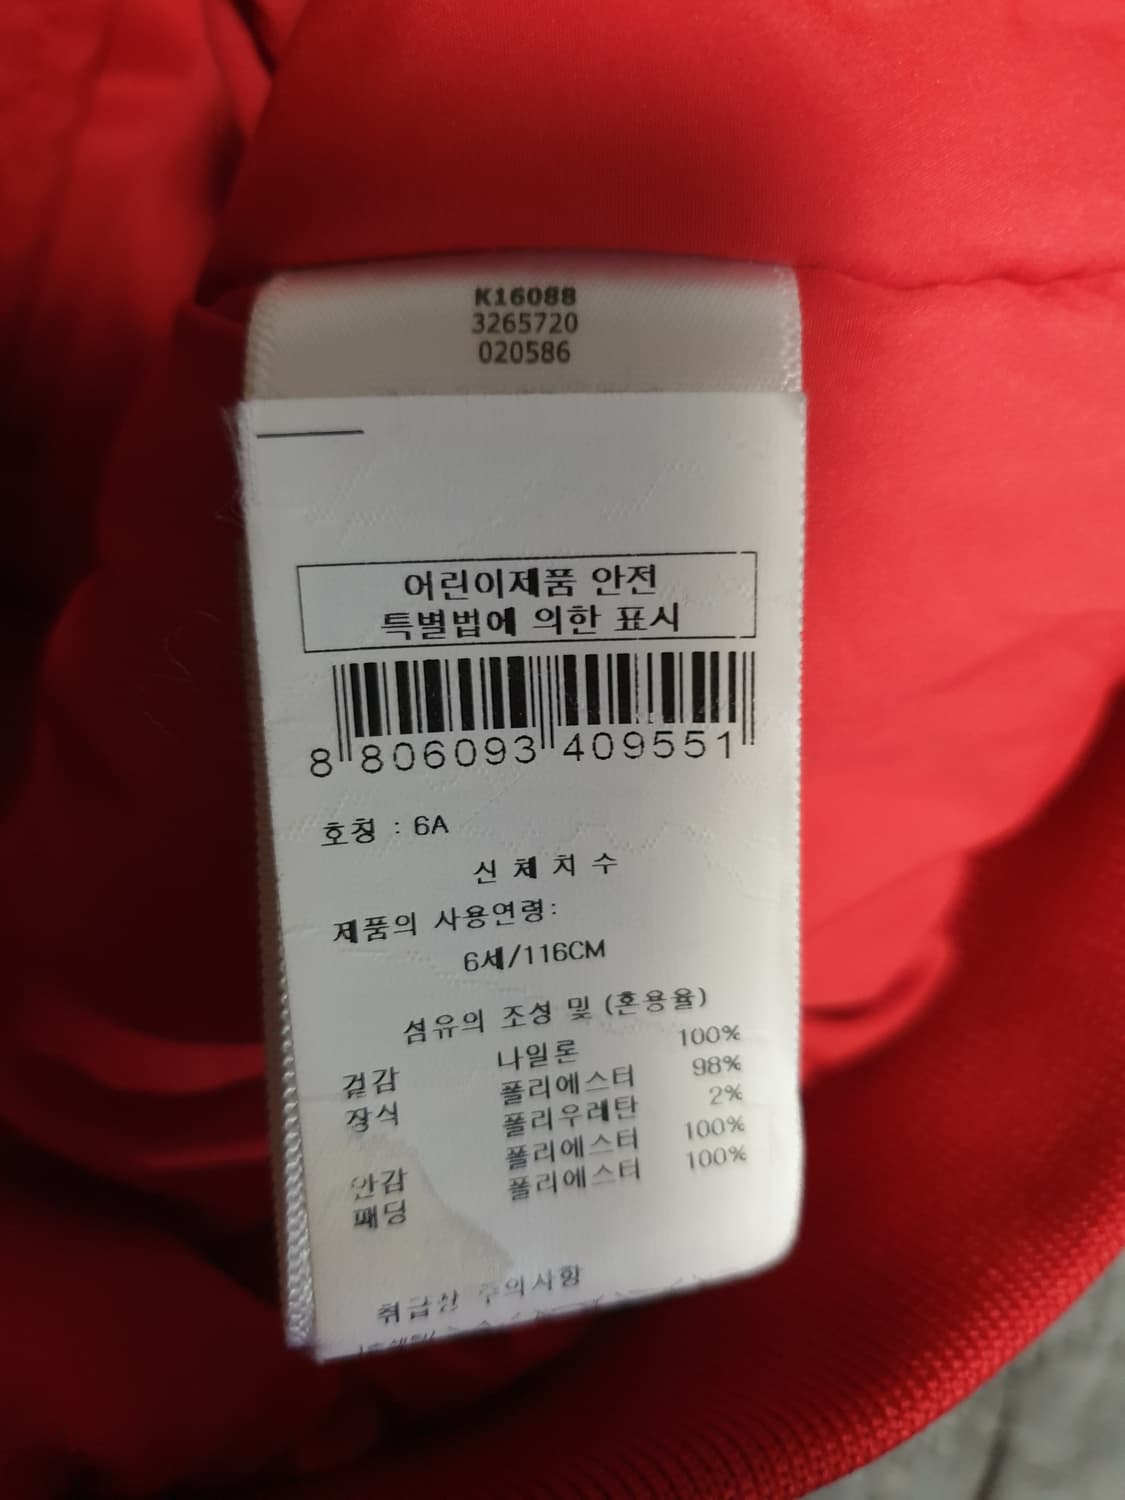 K16088
3265720
020586
어린이제품 안전
특별법에 의한 표시
8 806093 409551
호칭 : 6A
신 체 치 수
제품의 사용연령:
6세/116CM
섬유의 조성 및 (혼용율)
겉감 나일론 100%
장식 폴리에스터 98%
폴리우레탄 2%
안감 폴리에스터 100%
패딩 폴리에스터 100%
취급상 주의사항